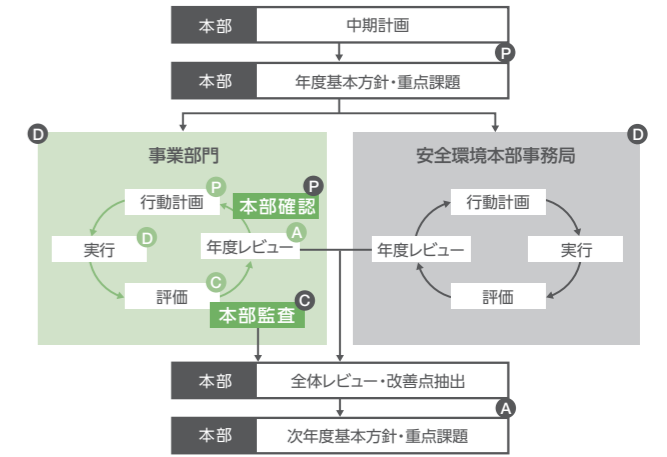 本部 中期計画
P
本部 年度基本方針・重点課題
D
事業部門
P
行動計画
P
本部確認
実行
D
年度レビュー
A
評価
C
本部監査
C
D
安全環境本部事務局
行動計画
年度レビュー
実行
評価
本部 全体レビュー・改善点抽出
A
本部 次年度基本方針・重点課題